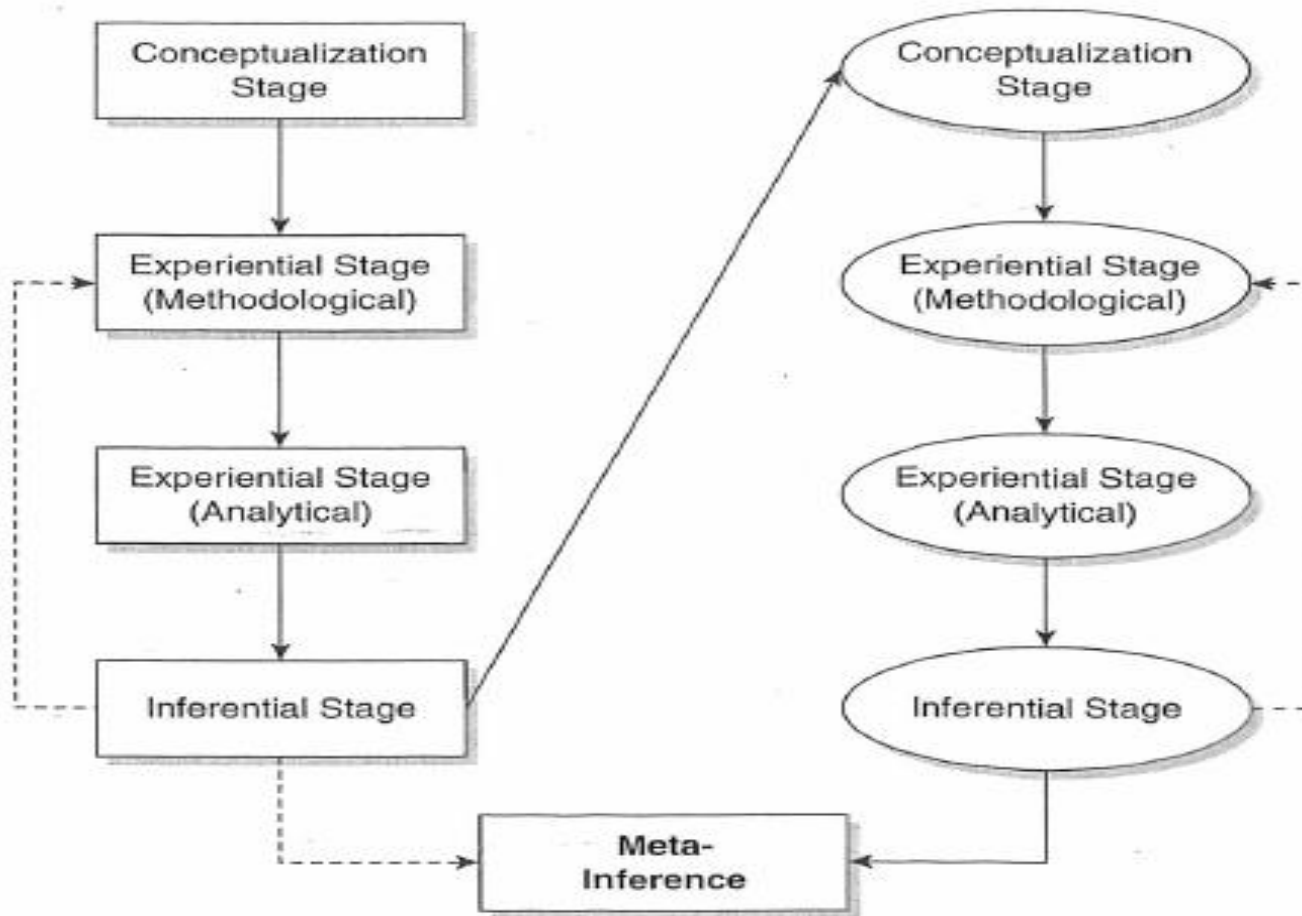 Conceptualization
Stage
Experiential Stage
(Methodological)
Experiential Stage
(Analytical)
Inferential Stage
Conceptualization
Stage
Experiential Stage
(Methodological)
Experiential Stage
(Analytical)
Inferential Stage
Meta-
Inference